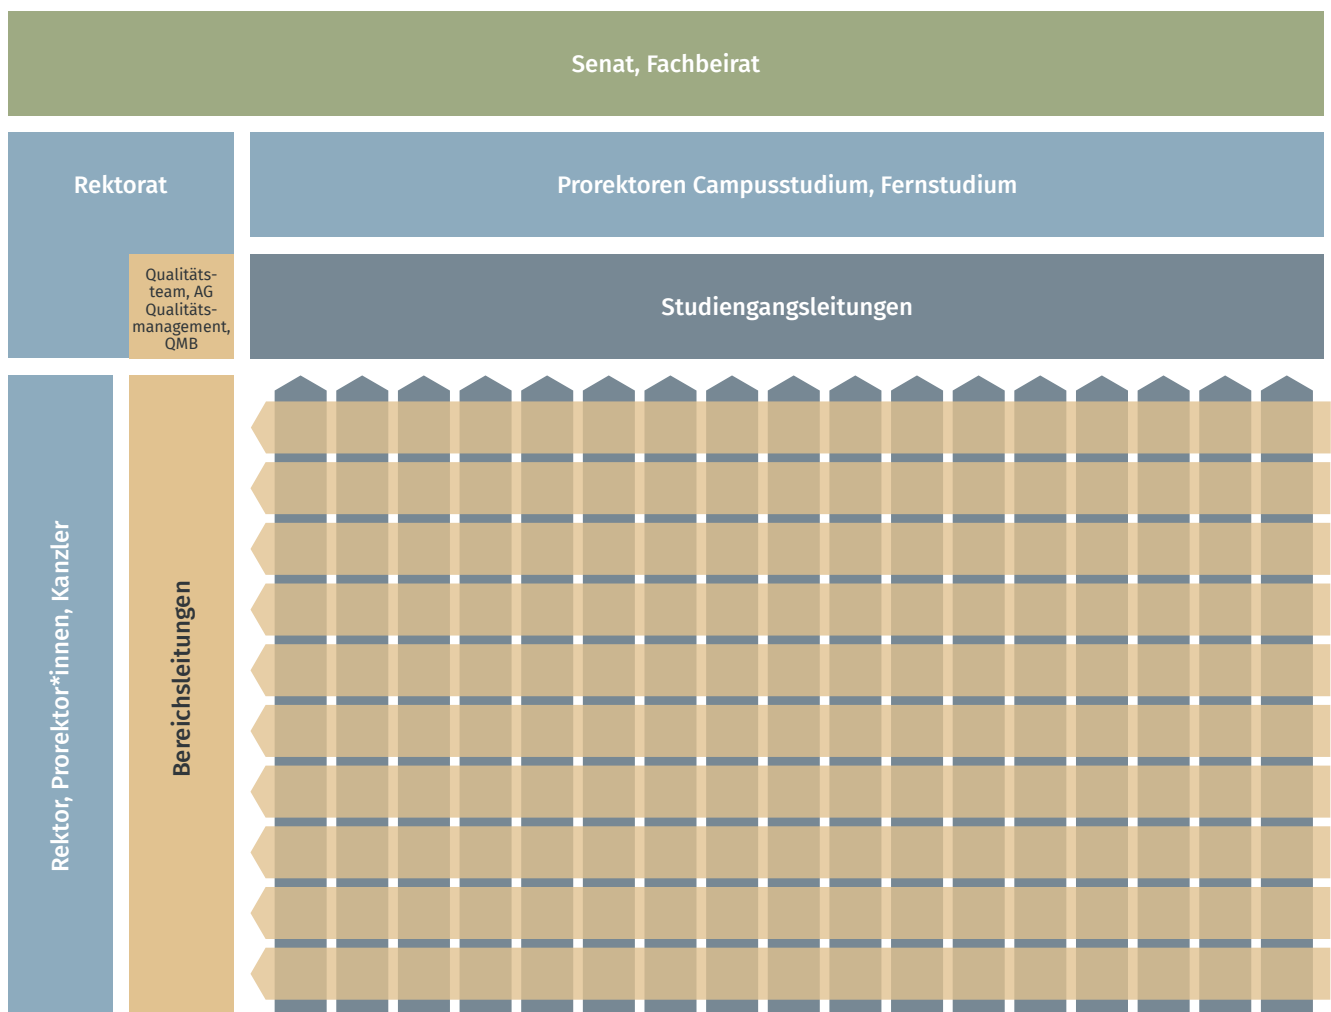 Senat, Fachbeirat
Rektorat
Prorektoren Campusstudium, Fernstudium
Qualitäts-
team, AG
Qualitäts-
management,
QMB
Studiengangsleitungen
Rektor, Prorektor*innen, Kanzler
Bereichsleitungen